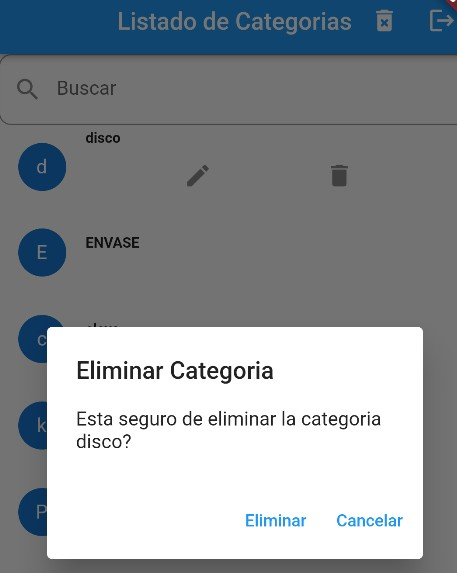 Listado de Categorias
Buscar
disco
d
ENVASE
E
c
Eliminar Categoria
Esta seguro de eliminar la categoria
disco?
k
P
Eliminar Cancelar